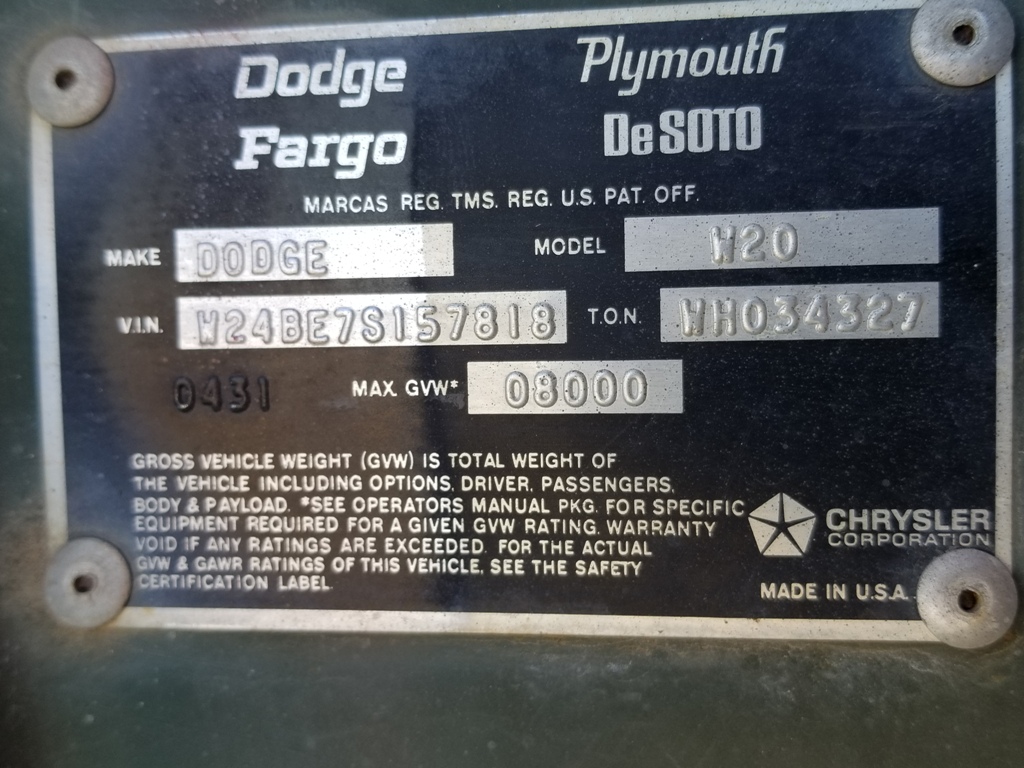 Dodge Plymouth
Fargo De SOTO
MARCAS REG. TMS. REG. U.S. PAT. OFF.
MAKE DODGE MODEL W20
V.I.N. W24BE7S157818 T.O.N. WH034327
0431 MAX. GVW* 08000
GROSS VEHICLE WEIGHT (GVW) IS TOTAL WEIGHT OF
THE VEHICLE INCLUDING OPTIONS, DRIVER, PASSENGERS,
BODY & PAYLOAD. *SEE OPERATORS MANUAL PKG. FOR SPECIFIC
EQUIPMENT REQUIRED FOR A GIVEN GVW RATING. WARRANTY
VOID IF ANY RATINGS ARE EXCEEDED. FOR THE ACTUAL
GVW & GAWR RATINGS OF THIS VEHICLE, SEE THE SAFETY
CERTIFICATION LABEL.
CHRYSLER
CORPORATION
MADE IN U.S.A.